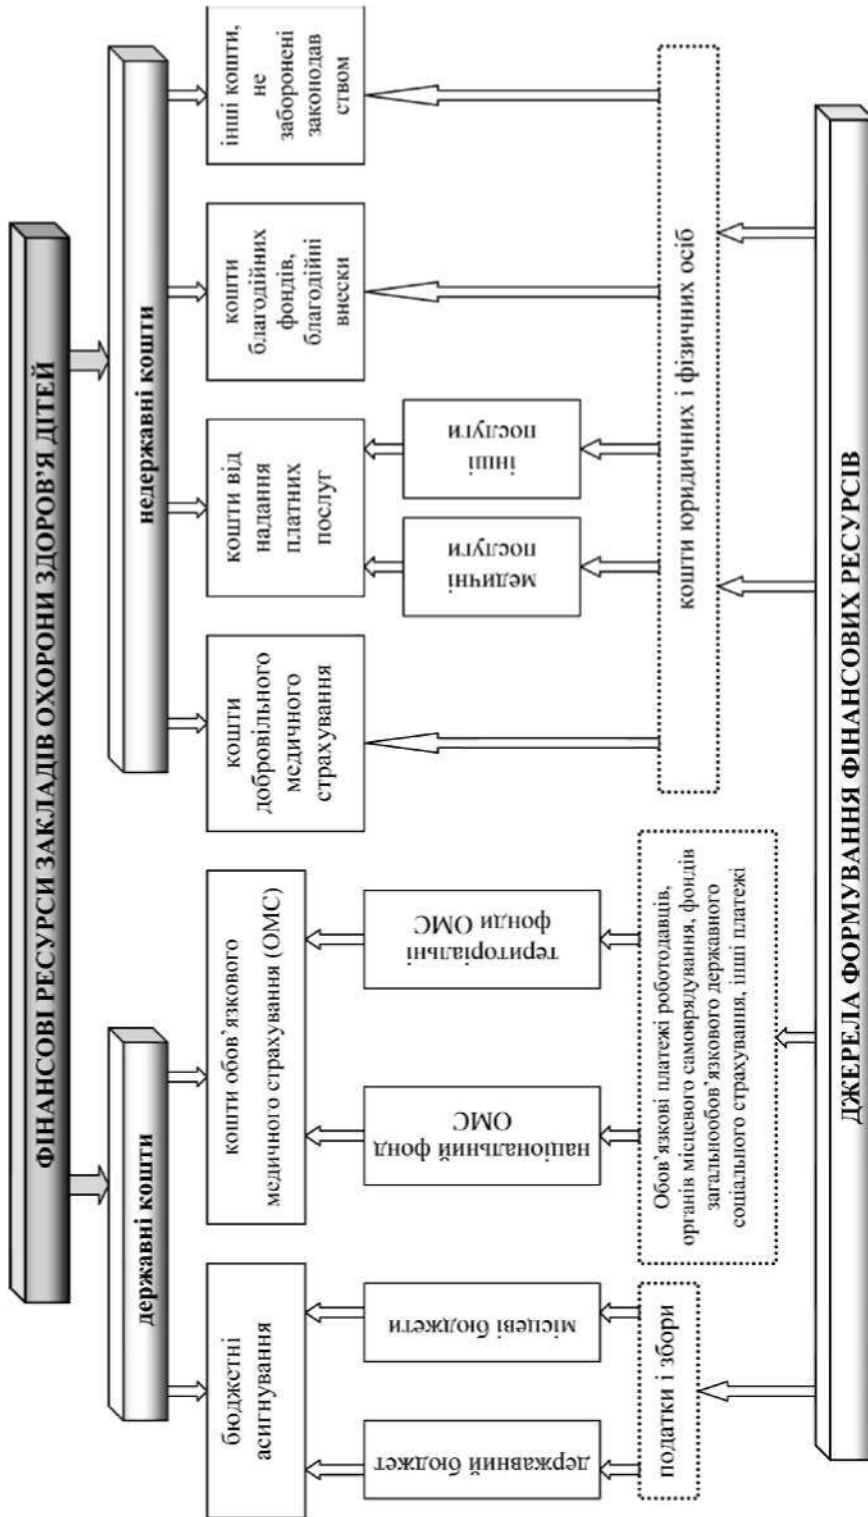 ФІНАНСОВІ РЕСУРСИ ЗАКЛАДІВ ОХОРОНИ ЗДОРОВ'Я ДІТЕЙ
державні кошти
недержавні кошти
бюджетні
асигнування
кошти обов’язкового
медичного страхування (ОМС)
кошти
добровільного
медичного
страхування
кошти від
надання
платних
послуг
кошти
благодійних
фондів,
благодійні
внески
інші кошти,
не
заборонені
законодав
ством
державний бюджет
місцеві бюджети
національний фонд
ОМС
територіальні
фонди ОМС
медичні
послуги
інші
послуги
податки і збори
Обов’язкові платежі роботодавців,
органів місцевого самоврядування, фондів
загальнообов’язкового державного
соціального страхування, інші платежі
кошти юридичних і фізичних осіб
ДЖЕРЕЛА ФОРМУВАННЯ ФІНАНСОВИХ РЕСУРСІВ